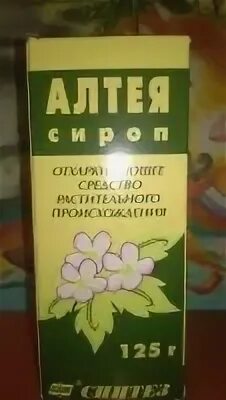 АЛТЕЯ
сироп
ОТХАРКИВАЮЩЕЕ
СРЕДСТВО
РАСТИТЕЛЬНОГО
ПРОИСХОЖДЕНИЯ
125 г
СИНТЕЗ